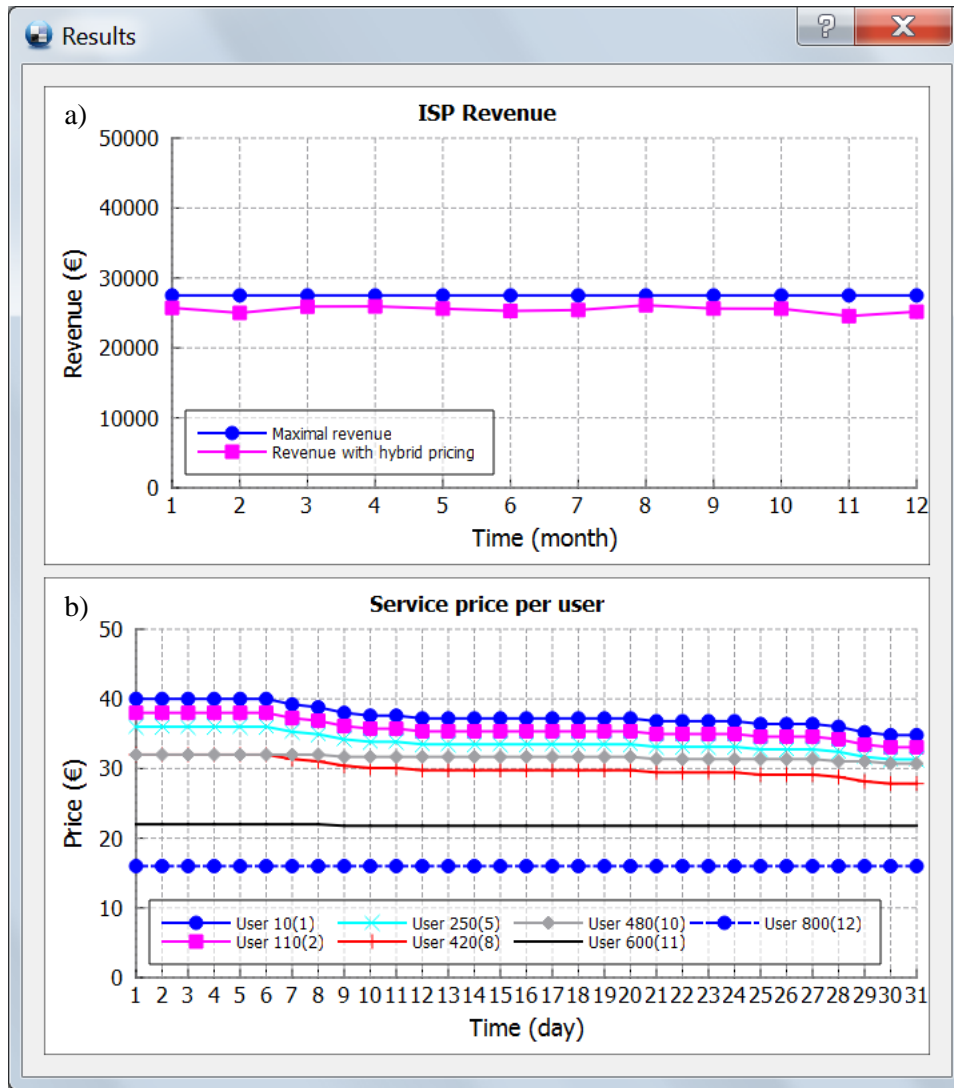 Results
?
X
a)
ISP Revenue
50000
40000
30000
20000
10000
0
Revenue (€)
Maximal revenue
Revenue with hybrid pricing
1 2 3 4 5 6 7 8 9 10 11 12
Time (month)
b)
Service price per user
50
40
30
20
10
0
Price (€)
User 10(1) User 250(5) User 480(10) User 800(12)
User 110(2) User 420(8) User 600(11)
1 2 3 4 5 6 7 8 9 10 11 12 13 14 15 16 17 18 19 20 21 22 23 24 25 26 27 28 29 30 31
Time (day)